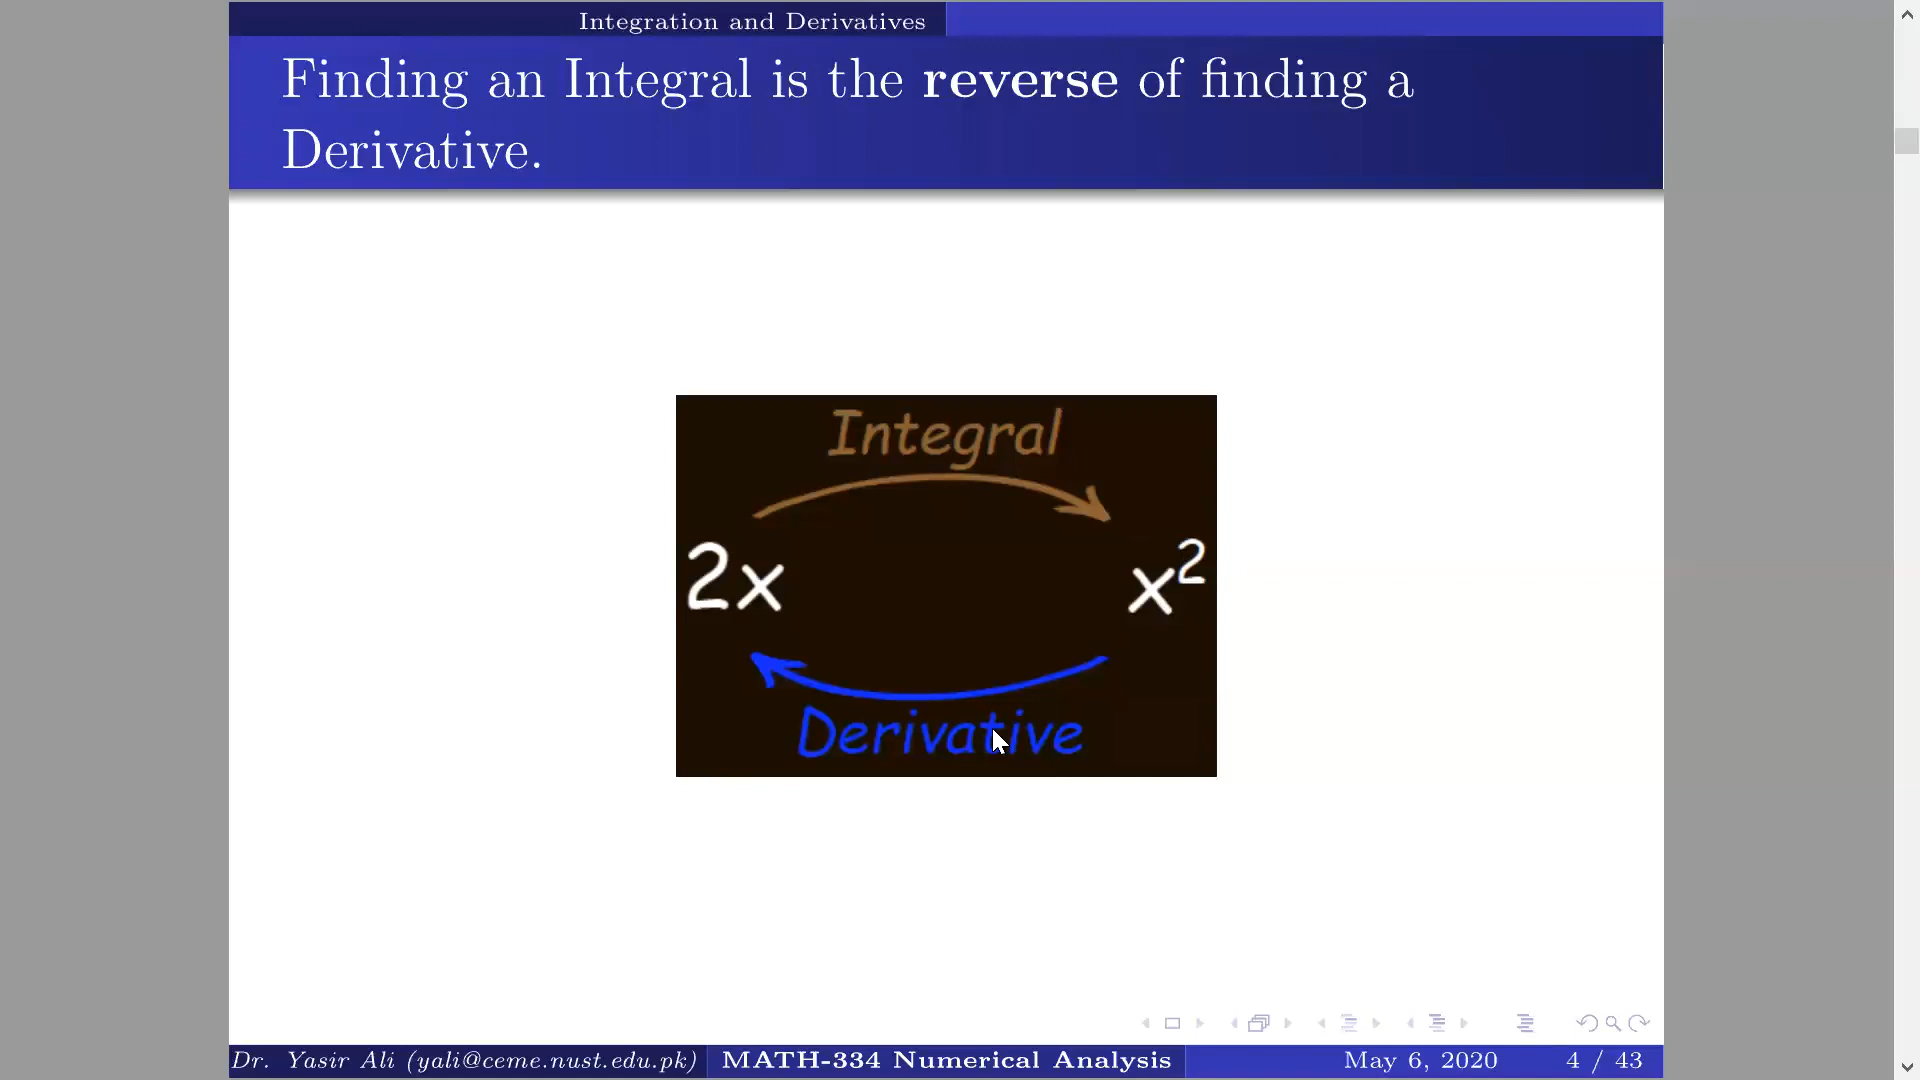 Integration and Derivatives
Finding an Integral is the reverse of finding a
Derivative.
Integral
2x x²
Derivative
Dr. Yasir Ali (yali@ceme.nust.edu.pk) MATH-334 Numerical Analysis May 6, 2020 4 / 43